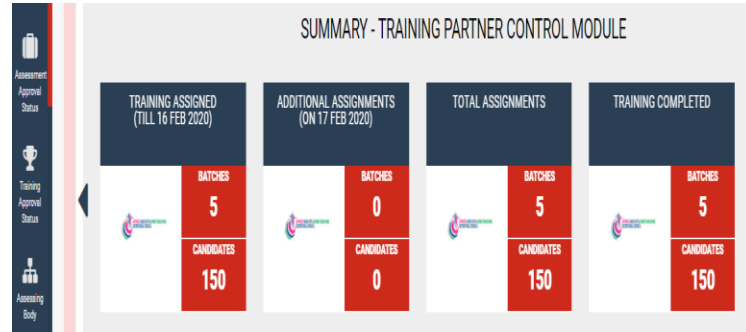 SUMMARY - TRAINING PARTNER CONTROL MODULE
Assessment
Approval
Status
Training
Approval
Status
Assessing
Body
TRAINING ASSIGNED
(TILL 16 FEB 2020)
BATCHES
5
CANDIDATES
150
ADDITIONAL ASSIGNMENTS
(ON 17 FEB 2020)
BATCHES
0
CANDIDATES
0
TOTAL ASSIGNMENTS
BATCHES
5
CANDIDATES
150
TRAINING COMPLETED
BATCHES
5
CANDIDATES
150